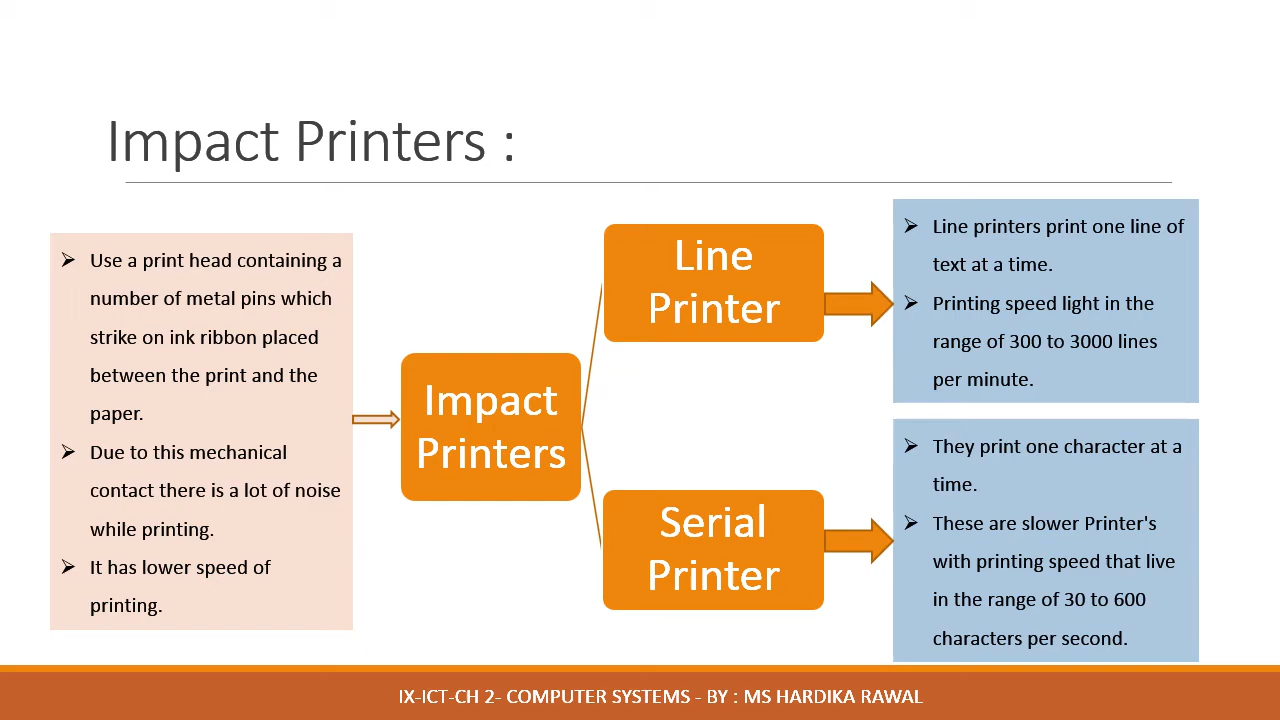 Impact Printers :
Use a print head containing a
number of metal pins which
strike on ink ribbon placed
between the print and the
paper.
Due to this mechanical
contact there is a lot of noise
while printing.
It has lower speed of
printing.
Impact
Printers
Line
Printer
Line printers print one line of
text at a time.
Printing speed light in the
range of 300 to 3000 lines
per minute.
Serial
Printer
They print one character at a
time.
These are slower Printer's
with printing speed that live
in the range of 30 to 600
characters per second.
IX-ICT-CH 2- COMPUTER SYSTEMS - BY : MS HARDIKA RAWAL